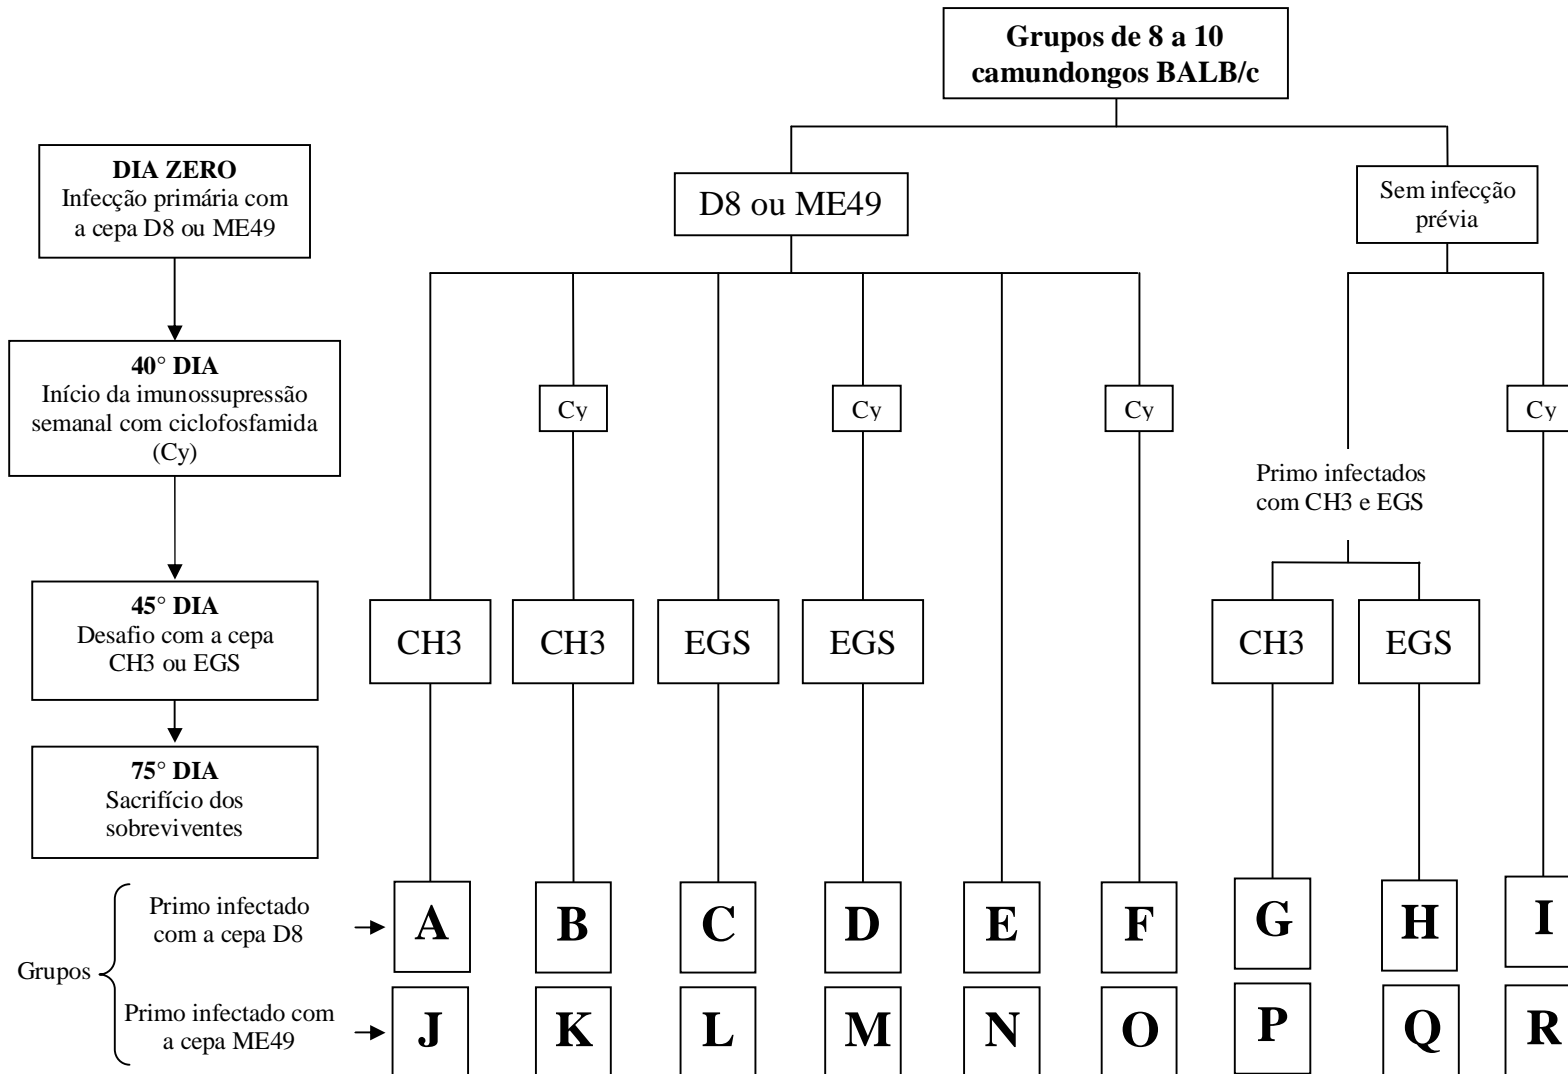 Grupos de 8 a 10
camundongos BALB/c
DIA ZERO
Infecção primária com
a cepa D8 ou ME49
D8 ou ME49
Sem infecção
prévia
40° DIA
Início da imunossupressão
semanal com ciclofosfamida
(Cy)
Cy
Cy
Cy
Cy
Primo infectados
com CH3 e EGS
45° DIA
Desafio com a cepa
CH3 ou EGS
CH3
CH3
EGS
EGS
CH3
EGS
75° DIA
Sacrifício dos
sobreviventes
Grupos
Primo infectado
com a cepa D8
A
B
C
D
E
F
G
H
I
Primo infectado com
a cepa ME49
J
K
L
M
N
O
P
Q
R